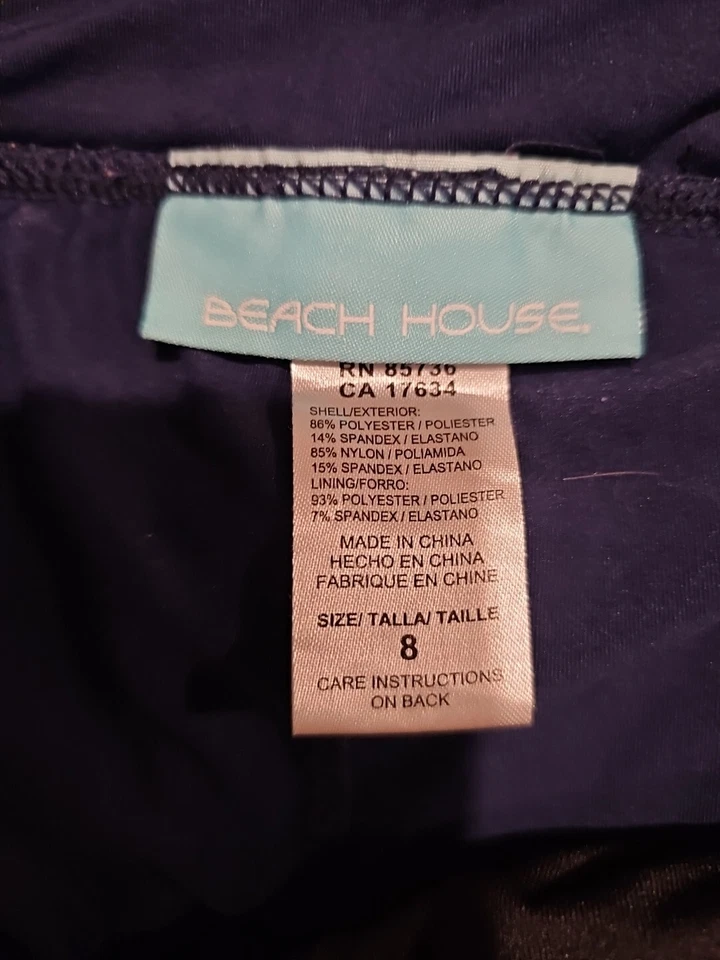 BEACH HOUSE.
RN 85736
CA 17634
SHELL/EXTERIOR:
86% POLYESTER / POLIESTER
14% SPANDEX / ELASTANO
85% NYLON / POLIAMIDA
15% SPANDEX / ELASTANO
LINING/FORRO:
93% POLYESTER / POLIESTER
7% SPANDEX / ELASTANO
MADE IN CHINA
HECHO EN CHINA
FABRIQUE EN CHINE
SIZE/ TALLA/ TAILLE
8
CARE INSTRUCTIONS
ON BACK